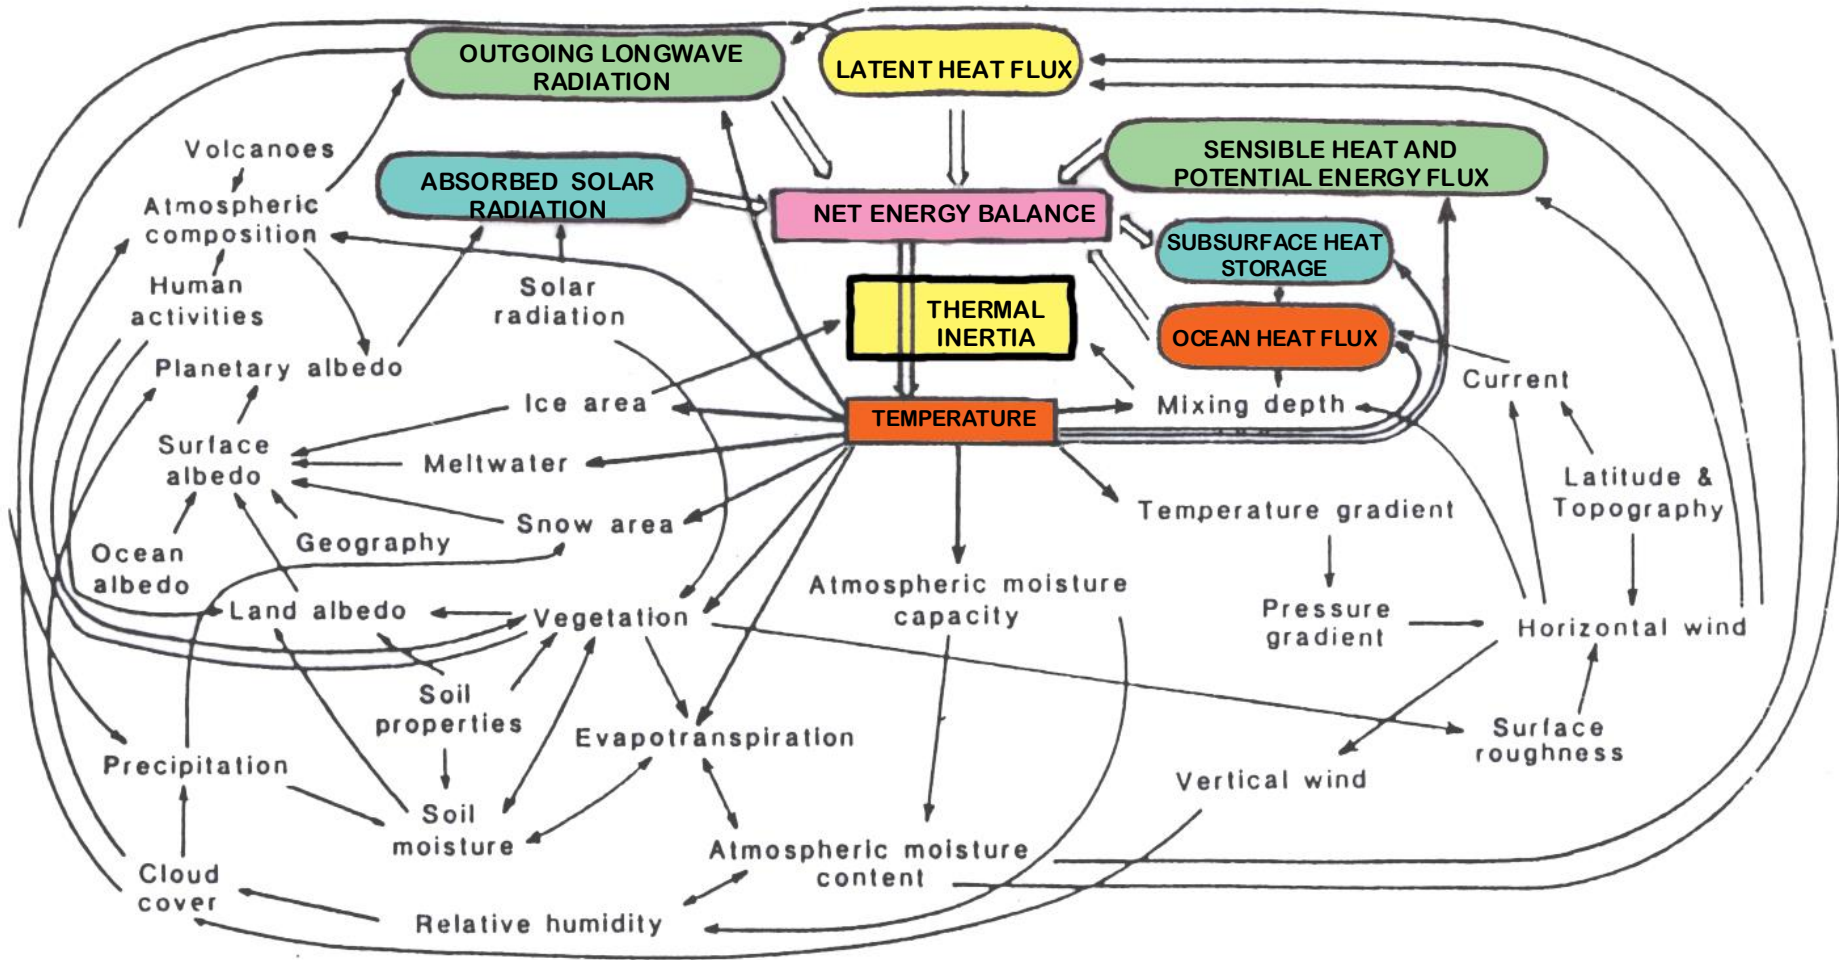 OUTGOING LONGWAVE
RADIATION
LATENT HEAT FLUX
Volcanoes
ABSORBED SOLAR
RADIATION
SENSIBLE HEAT AND
POTENTIAL ENERGY FLUX
Atmospheric
composition
NET ENERGY BALANCE
SUBSURFACE HEAT
STORAGE
Human
activities
Solar
radiation
THERMAL
INERTIA
OCEAN HEAT FLUX
Planetary albedo
Current
Ice area
TEMPERATURE
Mixing depth
Surface
albedo
Meltwater
Latitude &
Topography
Snow area
Temperature gradient
Geography
Ocean
albedo
Atmospheric moisture
capacity
Land albedo
Vegetation
Pressure
gradient
Horizontal wind
Soil
properties
Evapotranspiration
Surface
roughness
Precipitation
Vertical wind
Soil
moisture
Atmospheric moisture
content
Cloud
cover
Relative humidity